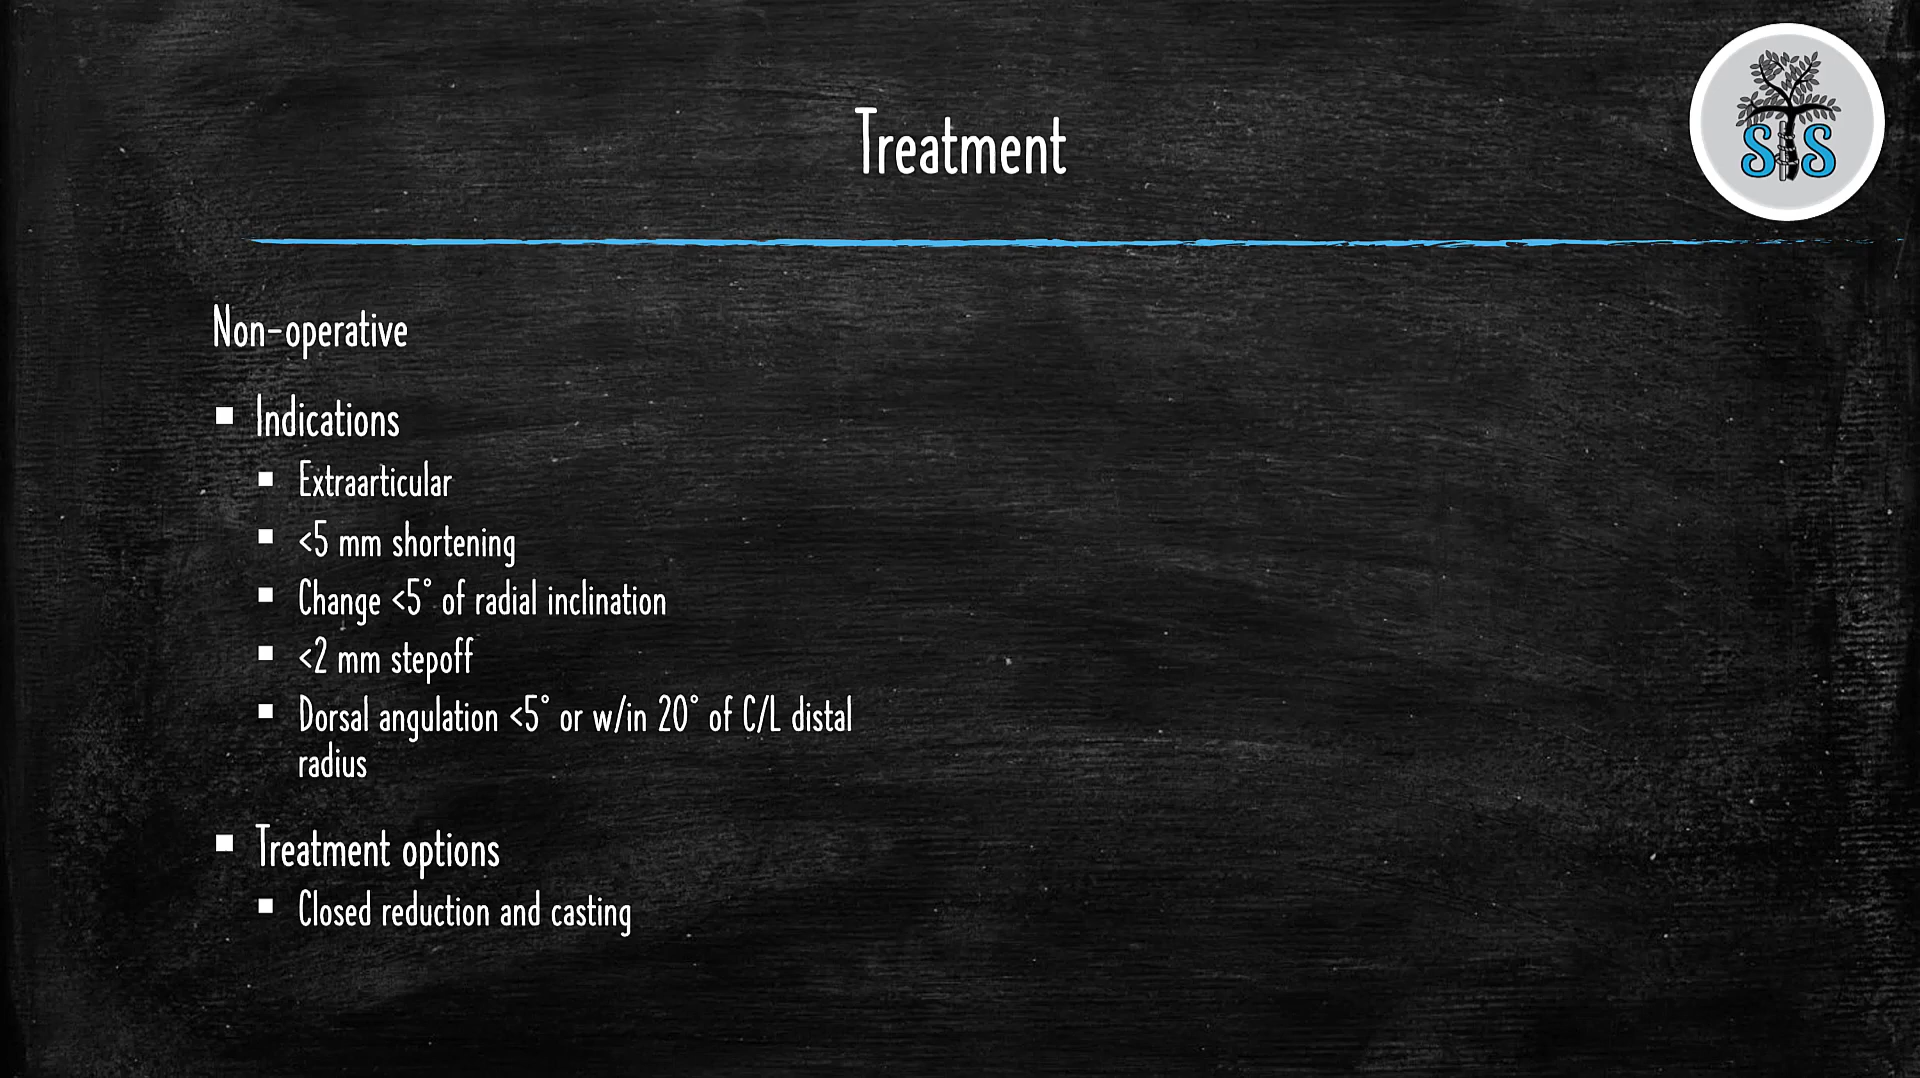 Treatment
SIS
Non-operative
Indications
Extraarticular
<5 mm shortening
Change <5° of radial inclination
<2 mm stepoff
Dorsal angulation <5° or w/in 20° of C/L distal
radius
Treatment options
Closed reduction and casting